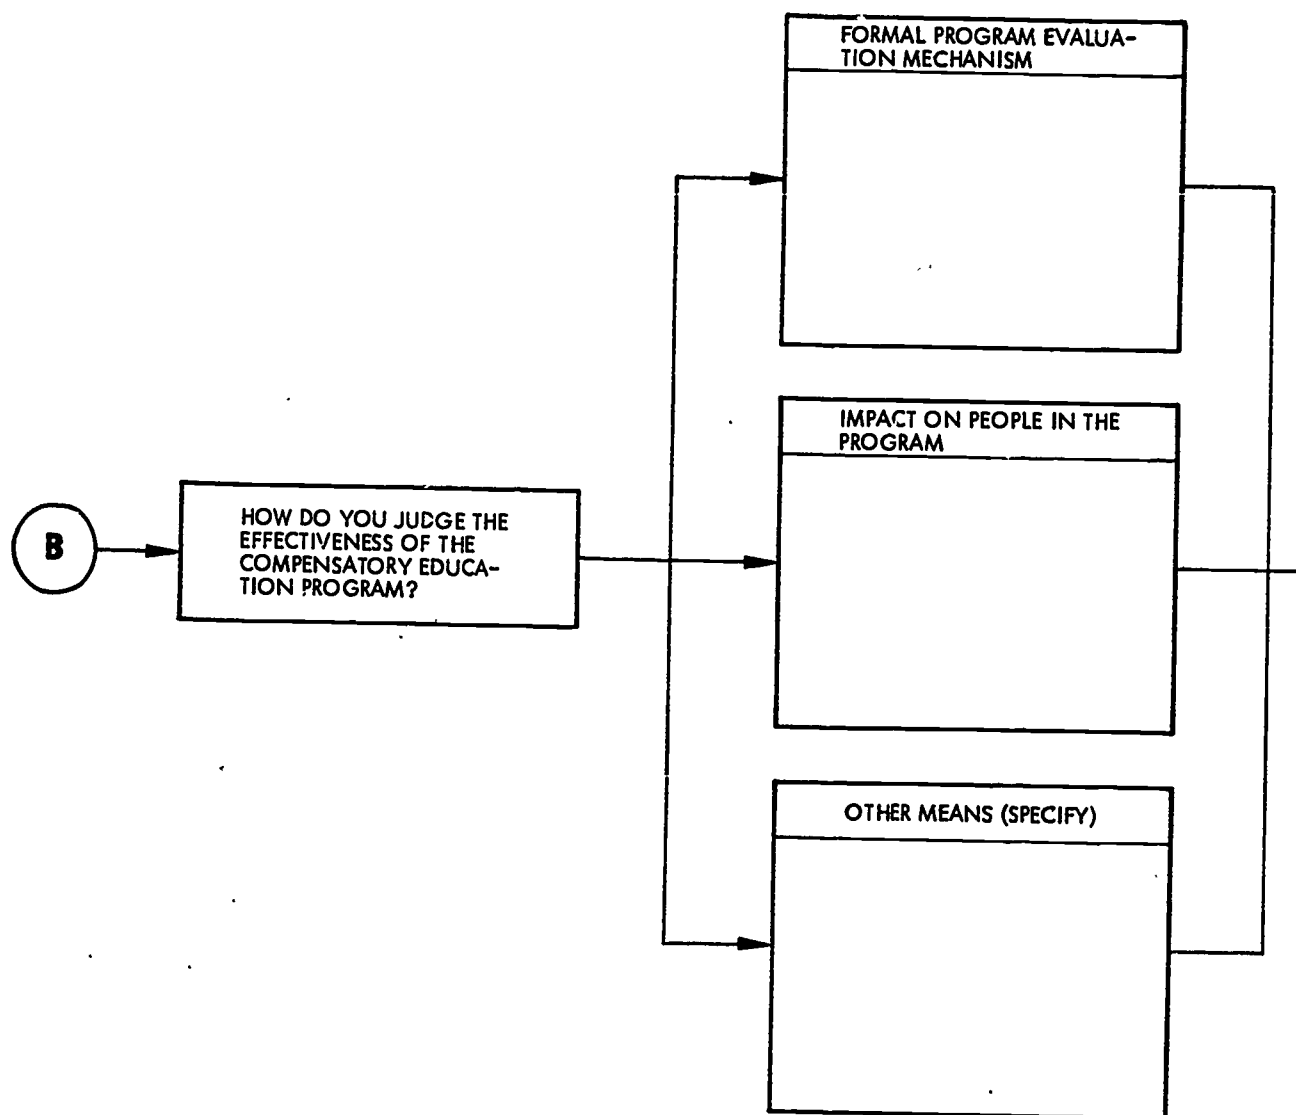 FORMAL PROGRAM EVALUA-
TION MECHANISM
IMPACT ON PEOPLE IN THE
PROGRAM
B
HOW DO YOU JUDGE THE
EFFECTIVENESS OF THE
COMPENSATORY EDUCA-
TION PROGRAM?
OTHER MEANS (SPECIFY)